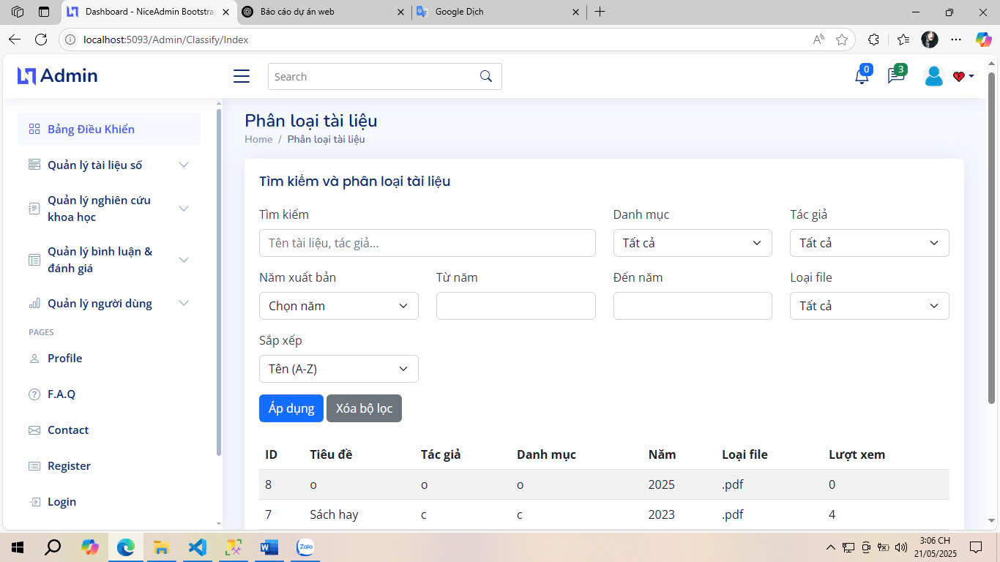 Dashboard - NiceAdmin Bootstrap
Báo cáo dự án web
Google Dịch
localhost:5093/Admin/Classify/Index
Admin
Search
0
3
Bảng Điều Khiển
Quản lý tài liệu số
Quản lý nghiên cứu
khoa học
Quản lý bình luận &
đánh giá
Quản lý người dùng
PAGES
Profile
F.A.Q
Contact
Register
Login
Phân loại tài liệu
Home / Phân loại tài liệu
Tìm kiếm và phân loại tài liệu
Tìm kiếm Danh mục Tác giả
Tên tài liệu, tác giả... Tất cả Tất cả
Năm xuất bản Từ năm Đến năm Loại file
Chọn năm Tất cả
Sắp xếp
Tên (A-Z)
Áp dụng Xóa bộ lọc
ID Tiêu đề Tác giả Danh mục Năm Loại file Lượt xem
8 o o o 2025 .pdf 0
7 Sách hay c c 2023 .pdf 4
Zalo
3:06 CH
21/05/2025